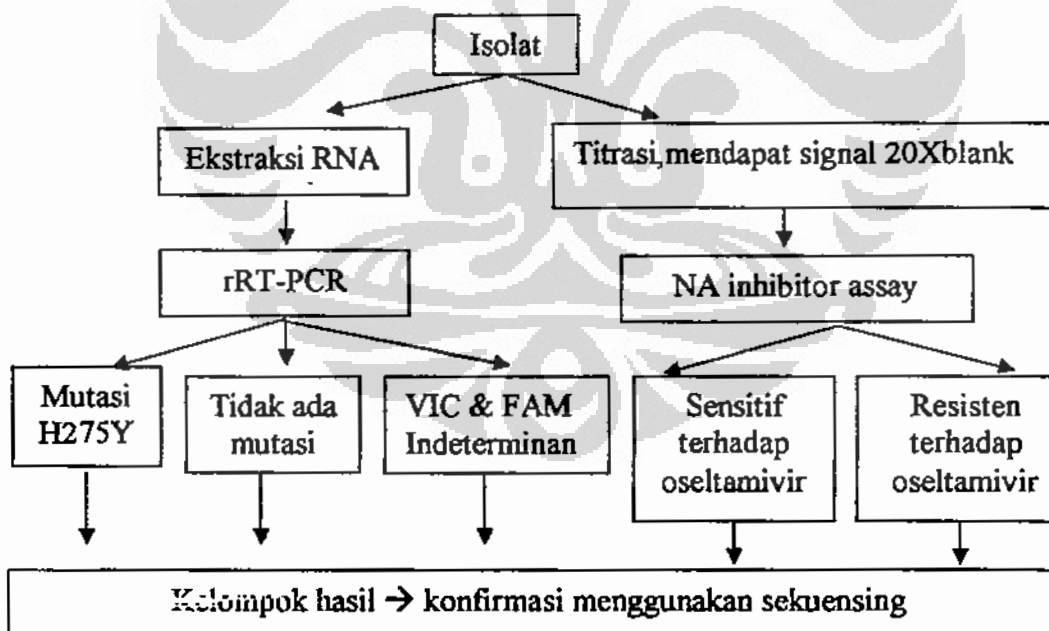 Isolat
Ekstraksi RNA
Titrasi, mendapat signal 20Xblank
rRT-PCR
NA inhibitor assay
Mutasi
H275Y
Tidak ada
mutasi
VIC & FAM
Indeterminan
Sensitif
terhadap
oseltamivir
Resisten
terhadap
oseltamivir
Kelompok hasil → konfirmasi menggunakan sekuensing